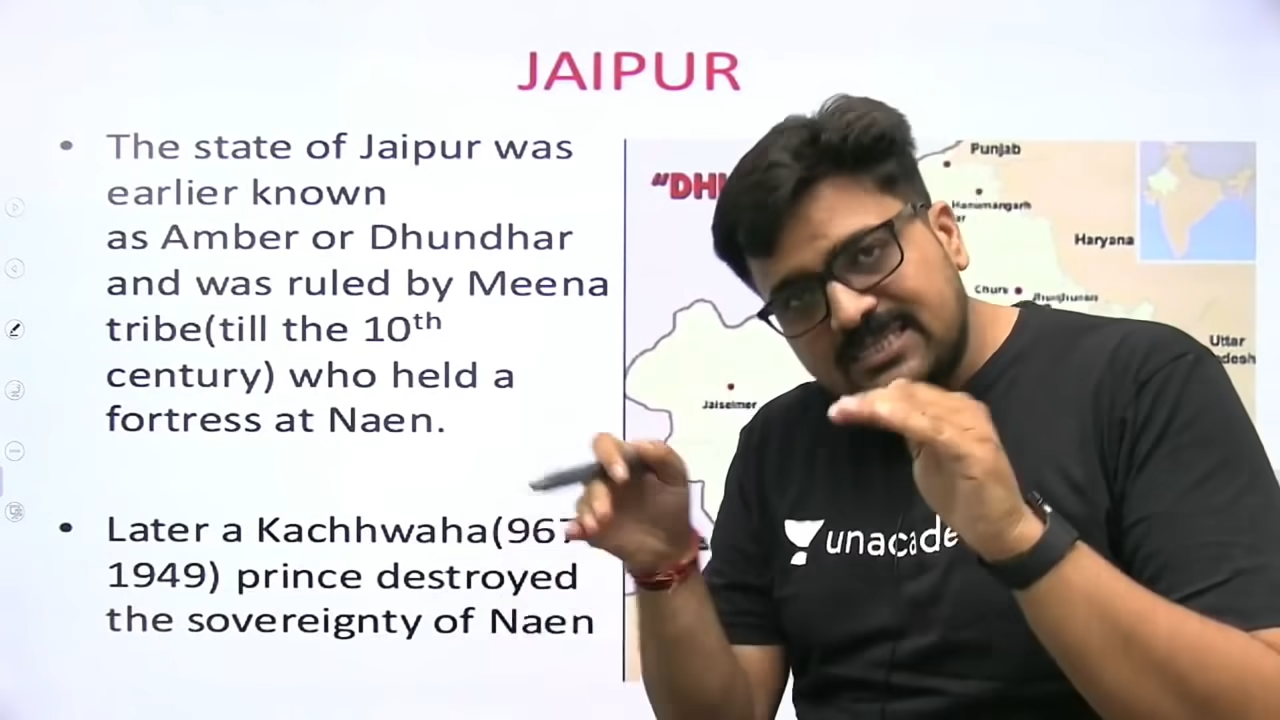 JAIPUR
• The state of Jaipur was
earlier known
as Amber or Dhundhar
and was ruled by Meena
tribe(till the 10th
century) who held a
fortress at Naen.
• Later a Kachhwaha(967
1949) prince destroyed
the sovereignty of Naen
Punjab
Hanumangarh
Haryana
Churu
Jhunjhunun
Uttar
desh
Jaiselmer
unacade